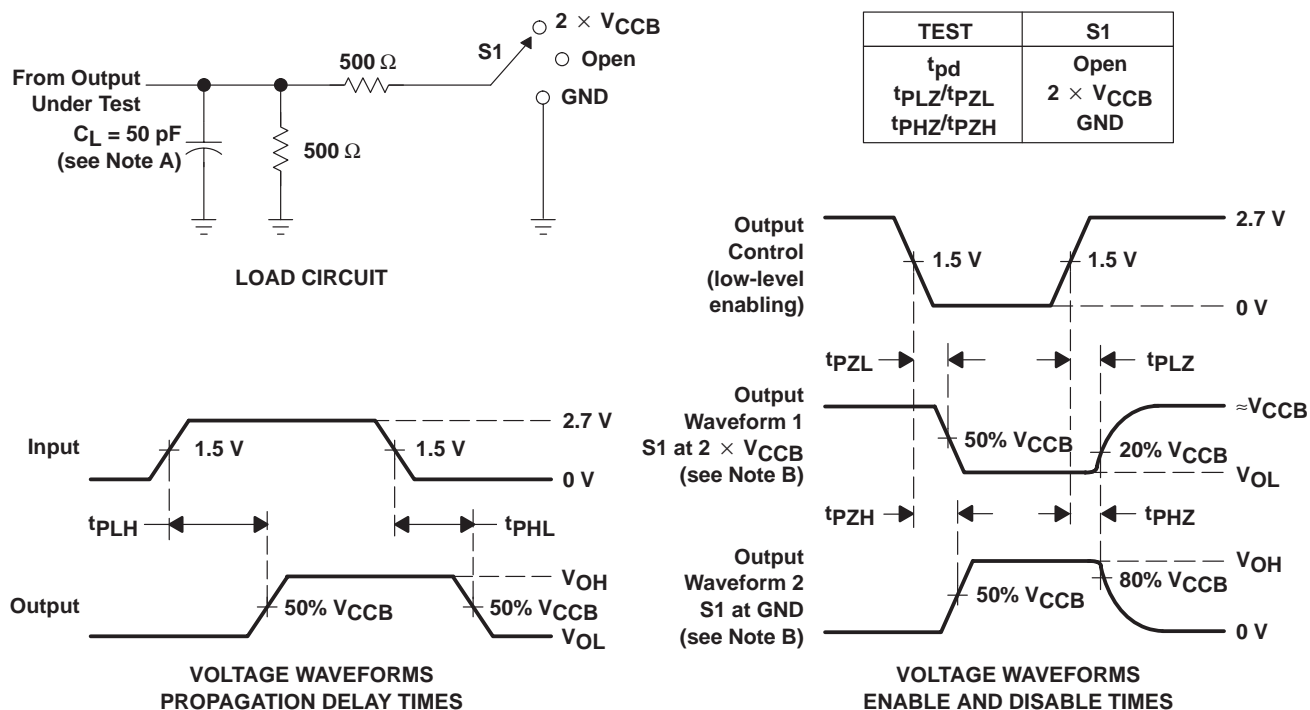 2 × VCCB
S1
Open
GND
500 Ω
From Output
Under Test
CL = 50 pF
(see Note A)
500 Ω
LOAD CIRCUIT
TEST S1
tpd Open
tPLZ/tPZL 2 × VCCB
tPHZ/tPZH GND
Input
1.5 V
1.5 V
2.7 V
0 V
tPLH
tPHL
Output
50% VCCB
50% VCCB
VOH
VOL
VOLTAGE WAVEFORMS
PROPAGATION DELAY TIMES
Output
Control
(low-level
enabling)
1.5 V
1.5 V
2.7 V
0 V
tPZL
tPLZ
Output
Waveform 1
S1 at 2 × VCCB
(see Note B)
50% VCCB
20% VCCB
≈VCCB
VOL
tPZH
tPHZ
Output
Waveform 2
S1 at GND
(see Note B)
50% VCCB
80% VCCB
VOH
0 V
VOLTAGE WAVEFORMS
ENABLE AND DISABLE TIMES